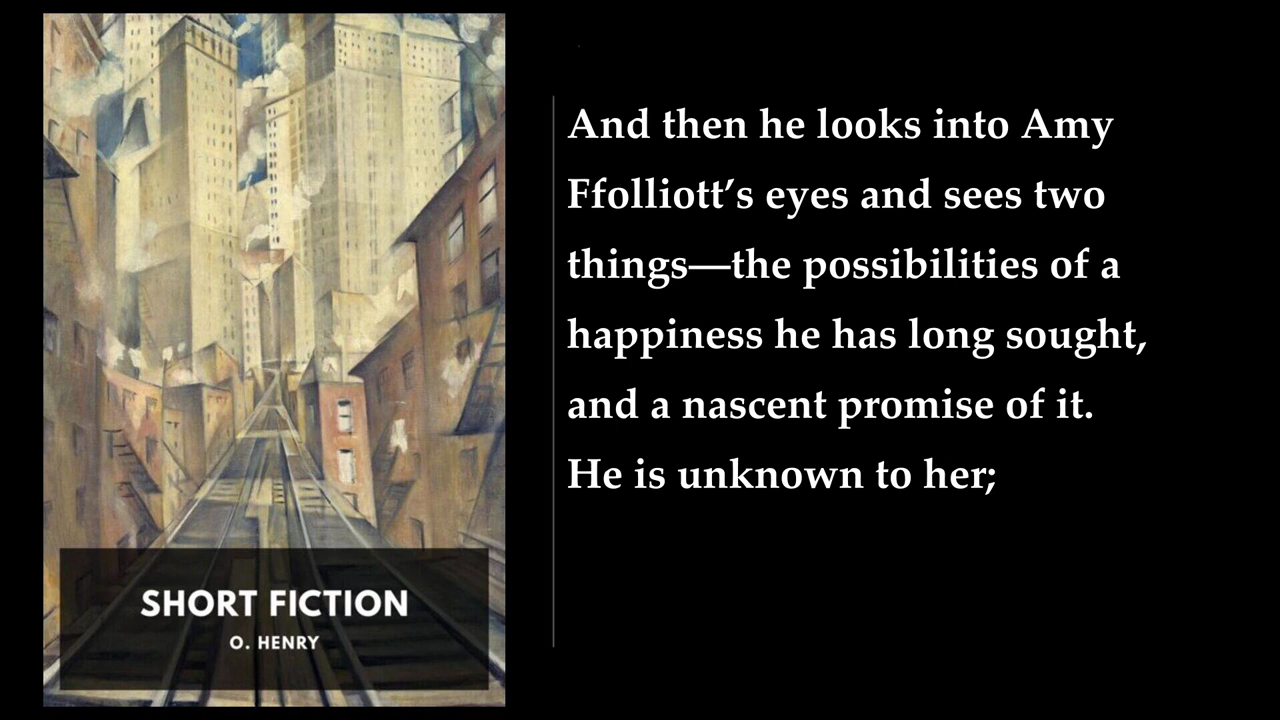 SHORT FICTION
O. HENRY
And then he looks into Amy
Ffolliott’s eyes and sees two
things—the possibilities of a
happiness he has long sought,
and a nascent promise of it.
He is unknown to her;